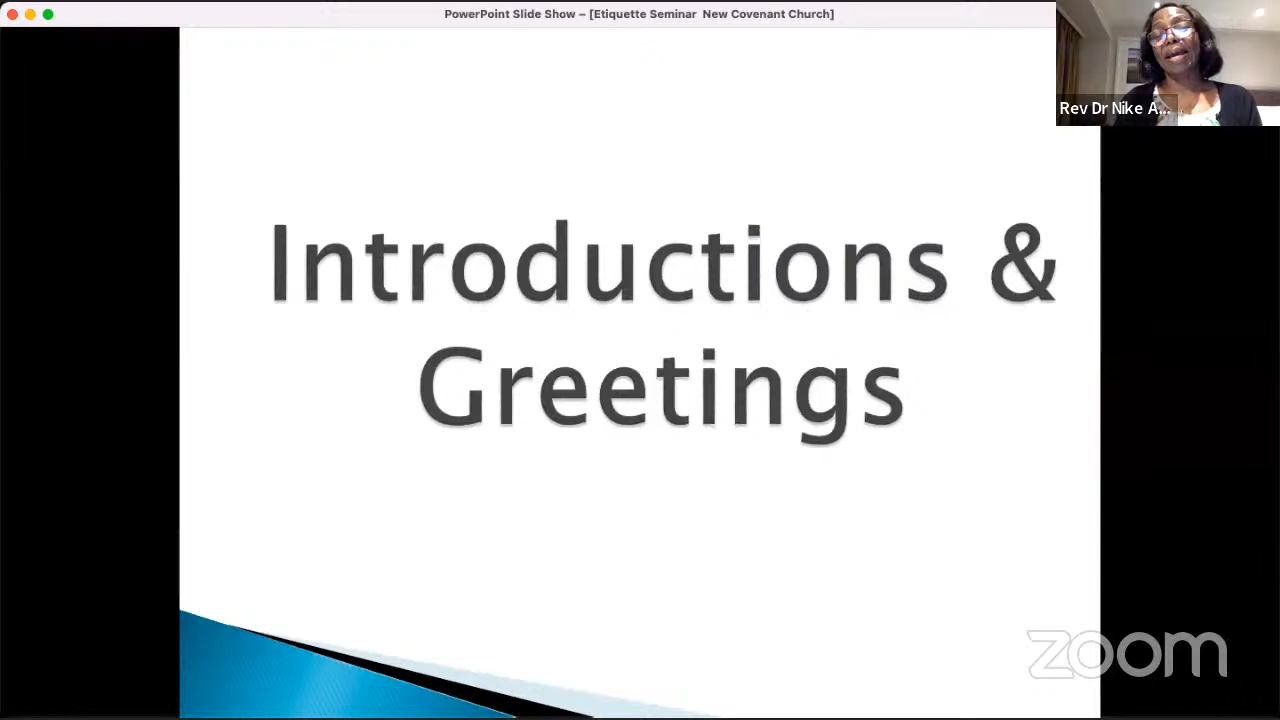 PowerPoint Slide Show – [Etiquette Seminar  New Covenant Church]
Rev Dr Nike A...
Introductions &
Greetings
zoom